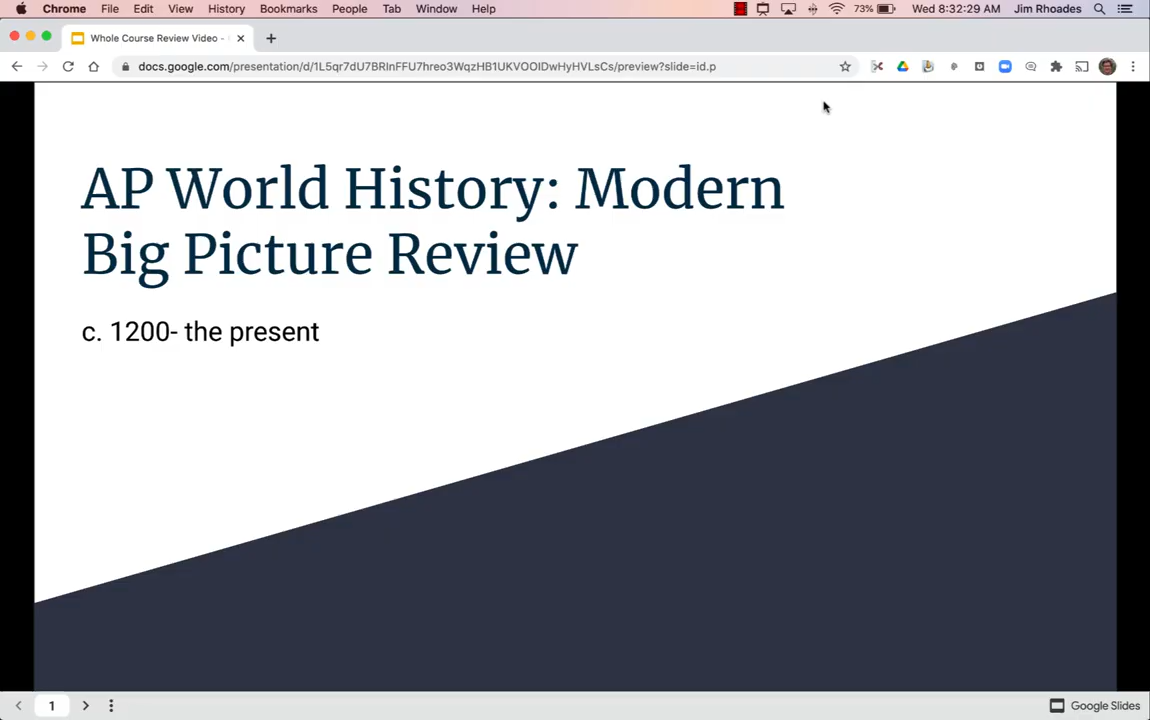 Chrome File Edit View History Bookmarks People Tab Window Help 73% Wed 8:32:29 AM Jim Rhoades
Whole Course Review Video -
docs.google.com/presentation/d/1L5qr7dU7BRInFFU7hreo3WqzHB1UKVOOIDwHyHVLsCs/preview?slide=id.p
AP World History: Modern
Big Picture Review
c. 1200- the present
1 Google Slides